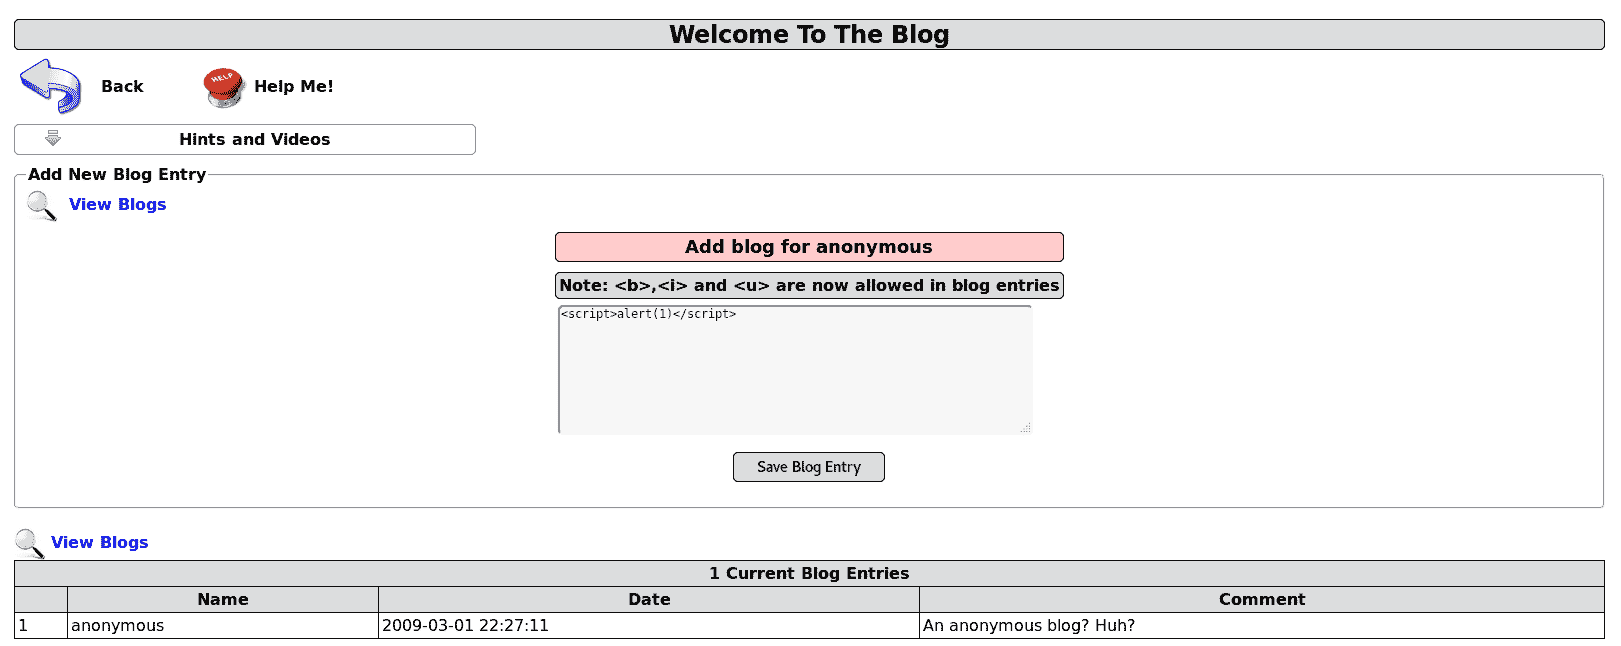 Welcome To The Blog
Back
HELP
Help Me!
Hints and Videos
Add New Blog Entry
View Blogs
Add blog for anonymous
Note: <b>,<i> and <u> are now allowed in blog entries
<script>alert(1)</script>
Save Blog Entry
View Blogs
1 Current Blog Entries
Name Date Comment
1 anonymous 2009-03-01 22:27:11 An anonymous blog? Huh?